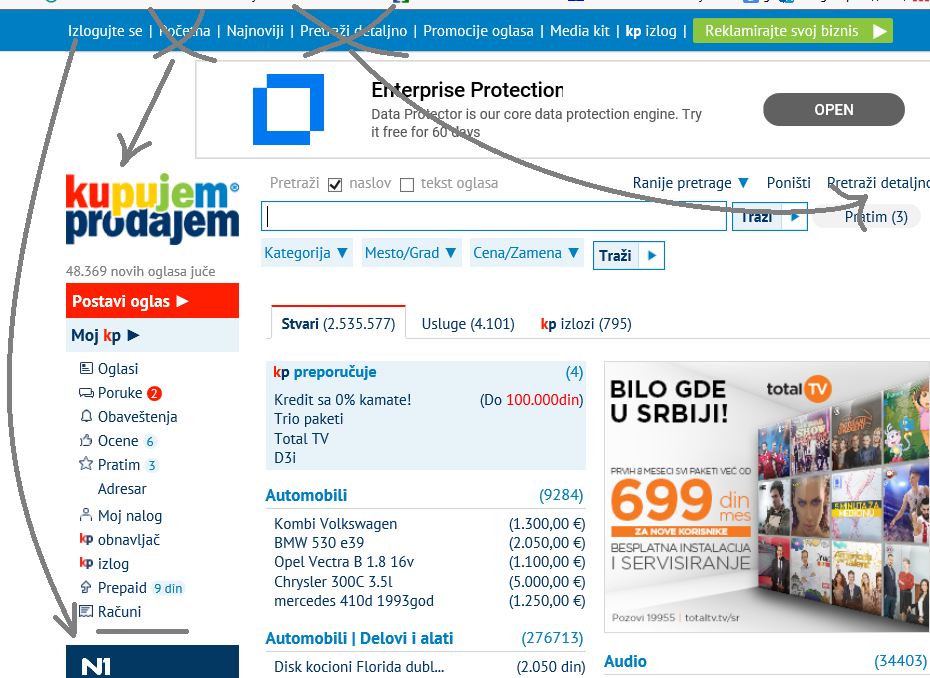 Izlogujte se | Početna | Najnoviji | Pretraži detaljno | Promocije oglasa | Media kit | kp izlog | Reklamirajte svoj biznis
Enterprise Protection
Data Protector is our core data protection engine. Try
it free for 60 days
OPEN
kupujem®
prodajem
Pretraži naslov tekst oglasa Ranije pretrage ▼ Poništi Pretraži detaljno
Traži Pratim (3)
Kategorija ▼ Mesto/Grad ▼ Cena/Zamena ▼ Traži
48.369 novih oglasa juče
Postavi oglas
Moj kp
Oglasi
Poruke 2
Obaveštenja
Ocene 6
Pratim 3
Adresar
Moj nalog
kp obnavljač
kp izlog
Prepaid 9 din
Računi
N1
Stvari (2.535.577) Usluge (4.101) kp izlozi (795)
kp preporučuje (4)
Kredit sa 0% kamate! (Do 100.000din)
Trio paketi
Total TV
D3i
Automobili (9284)
Kombi Volkswagen (1.300,00 €)
BMW 530 e39 (2.050,00 €)
Opel Vectra B 1.8 16v (1.100,00 €)
Chrysler 300C 3.5l (5.000,00 €)
mercedes 410d 1993god (1.250,00 €)
Automobili | Delovi i alati (276713)
Disk kocioni Florida dubl... (2.050 din)
BILO GDE
U SRBIJI!
total TV
PRVIH 8 MESECI SVI PAKETI VEĆ OD
699 din
mes
ZA NOVE KORISNIKE
BESPLATNA INSTALACIJA
I SERVISIRANJE
Pozovi 19955 | totaltv.tv/sr
Audio (34403)